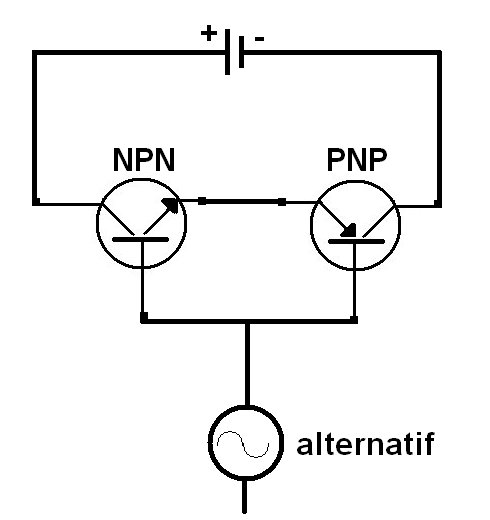 + -
NPN PNP
alternatif